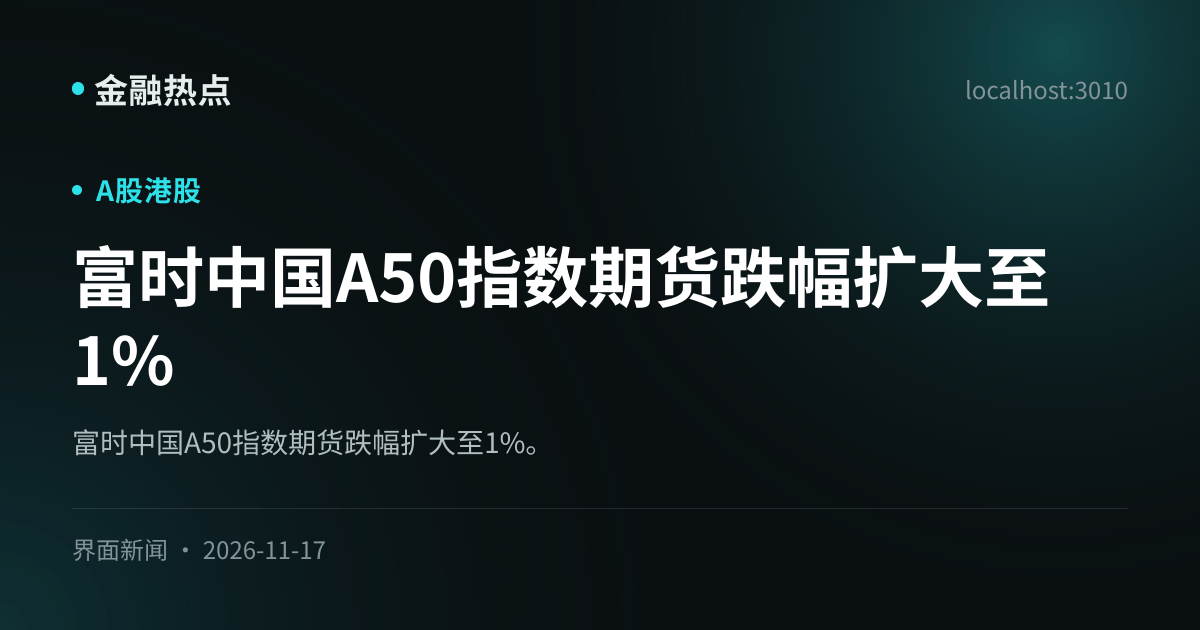 金融热点
localhost:3010
A股港股
富时中国A50指数期货跌幅扩大至
1%
富时中国A50指数期货跌幅扩大至1%。
界面新闻 · 2026-11-17